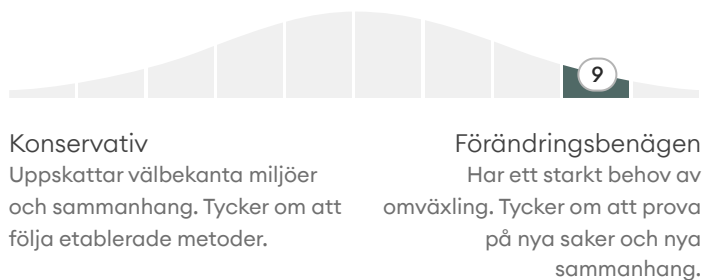 9
Konservativ
Uppskattar välbekanta miljöer
och sammanhang. Tycker om att
följa etablerade metoder.
Förändringsbenägen
Har ett starkt behov av
omväxling. Tycker om att prova
på nya saker och nya
sammanhang.